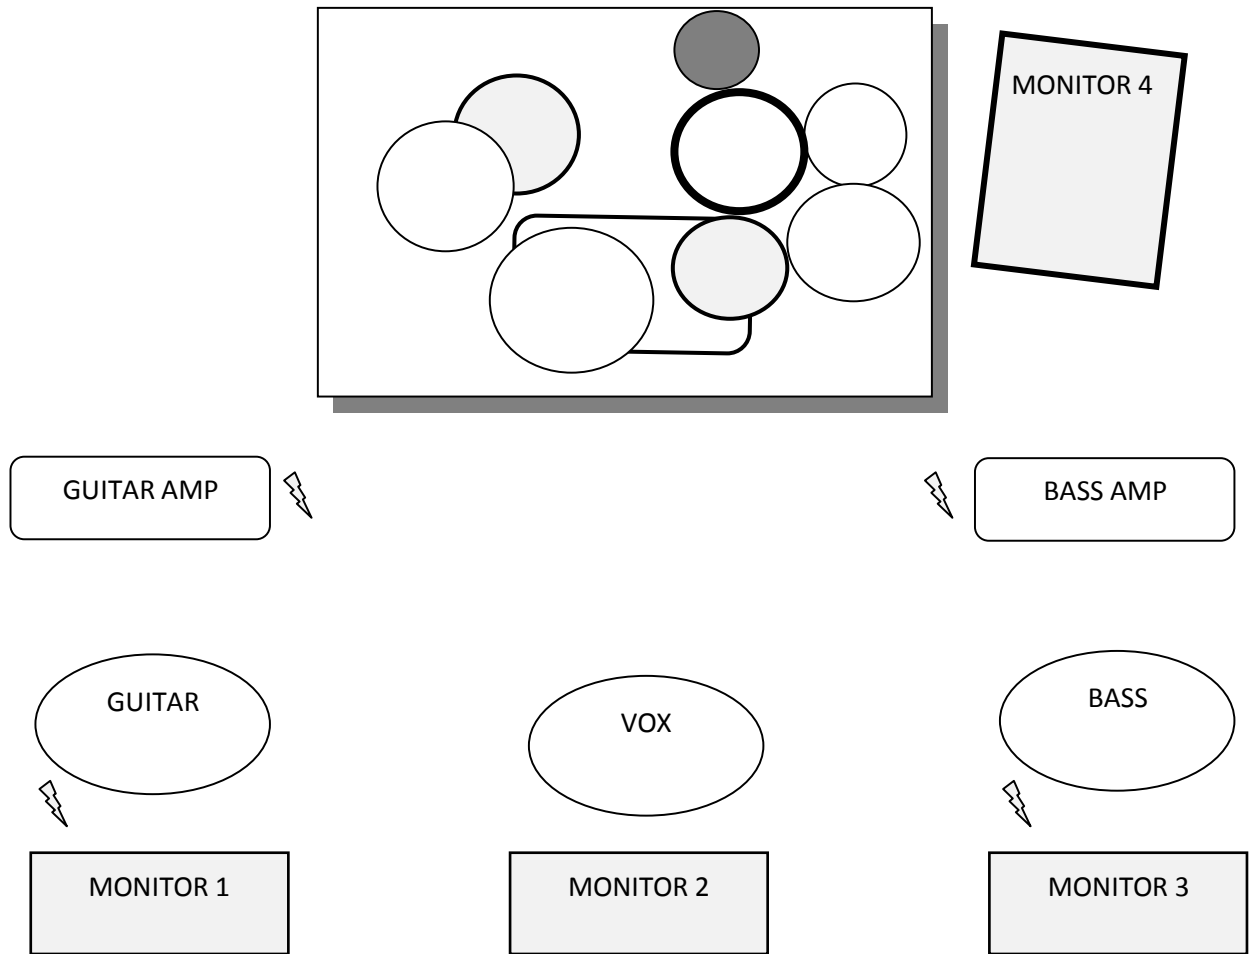 MONITOR 4
GUITAR AMP
BASS AMP
GUITAR
VOX
BASS
MONITOR 1
MONITOR 2
MONITOR 3